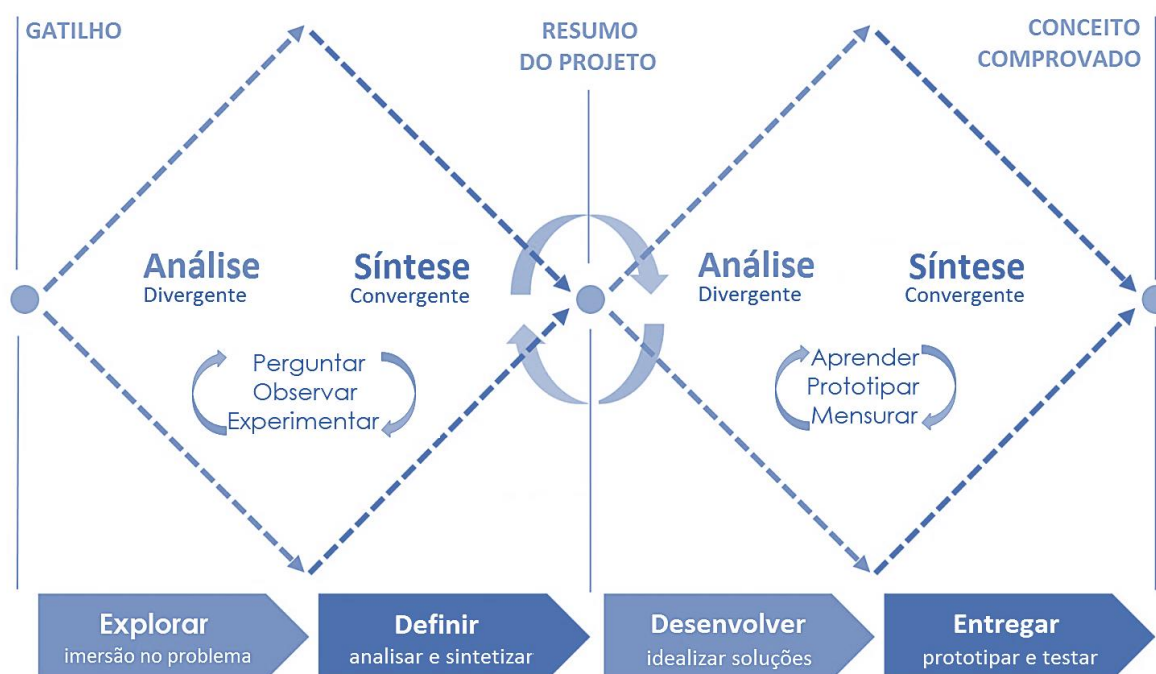 GATILHO
RESUMO
DO PROJETO
CONCEITO
COMPROVADO
Análise
Divergente
Síntese
Convergente
Análise
Divergente
Síntese
Convergente
Perguntar
Observar
Experimentar
Aprender
Prototipar
Mensurar
Explorar
imersão no problema
Definir
analisar e sintetizar
Desenvolver
idealizar soluções
Entregar
prototipar e testar